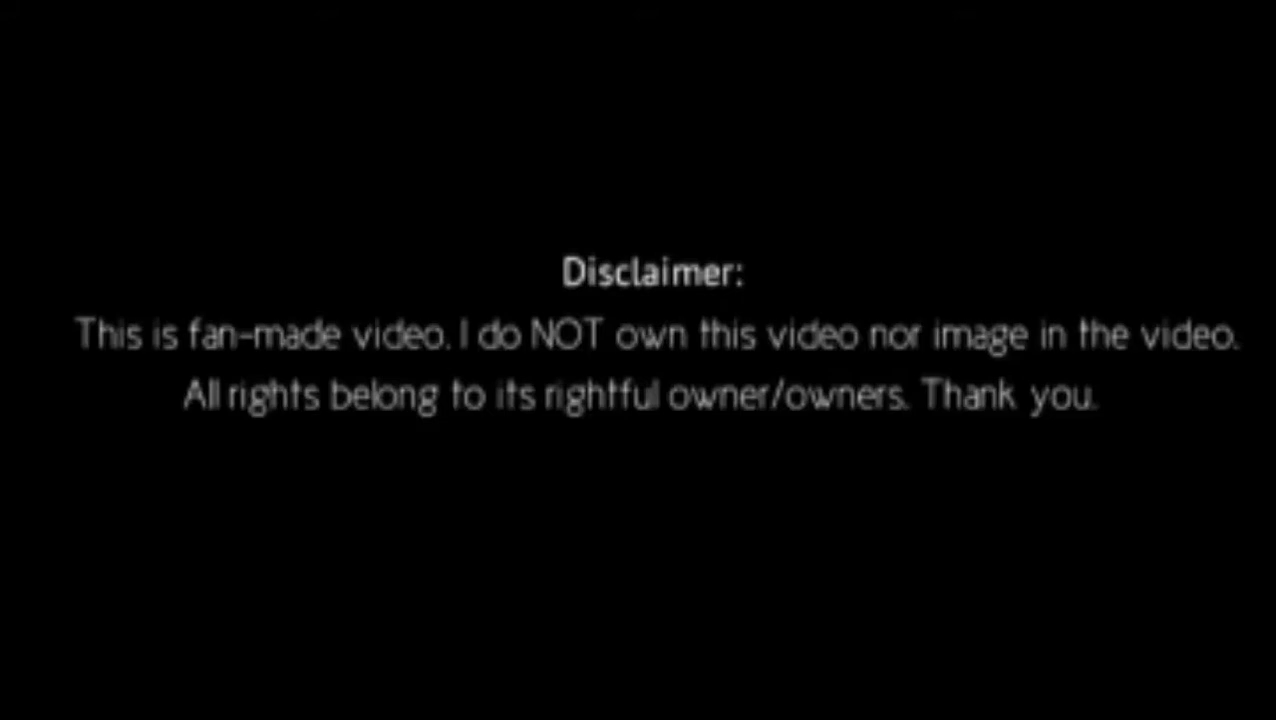 Disclaimer:
This is fan-made video. I do NOT own this video nor image in the video.
All rights belong to its rightful owner/owners. Thank you.